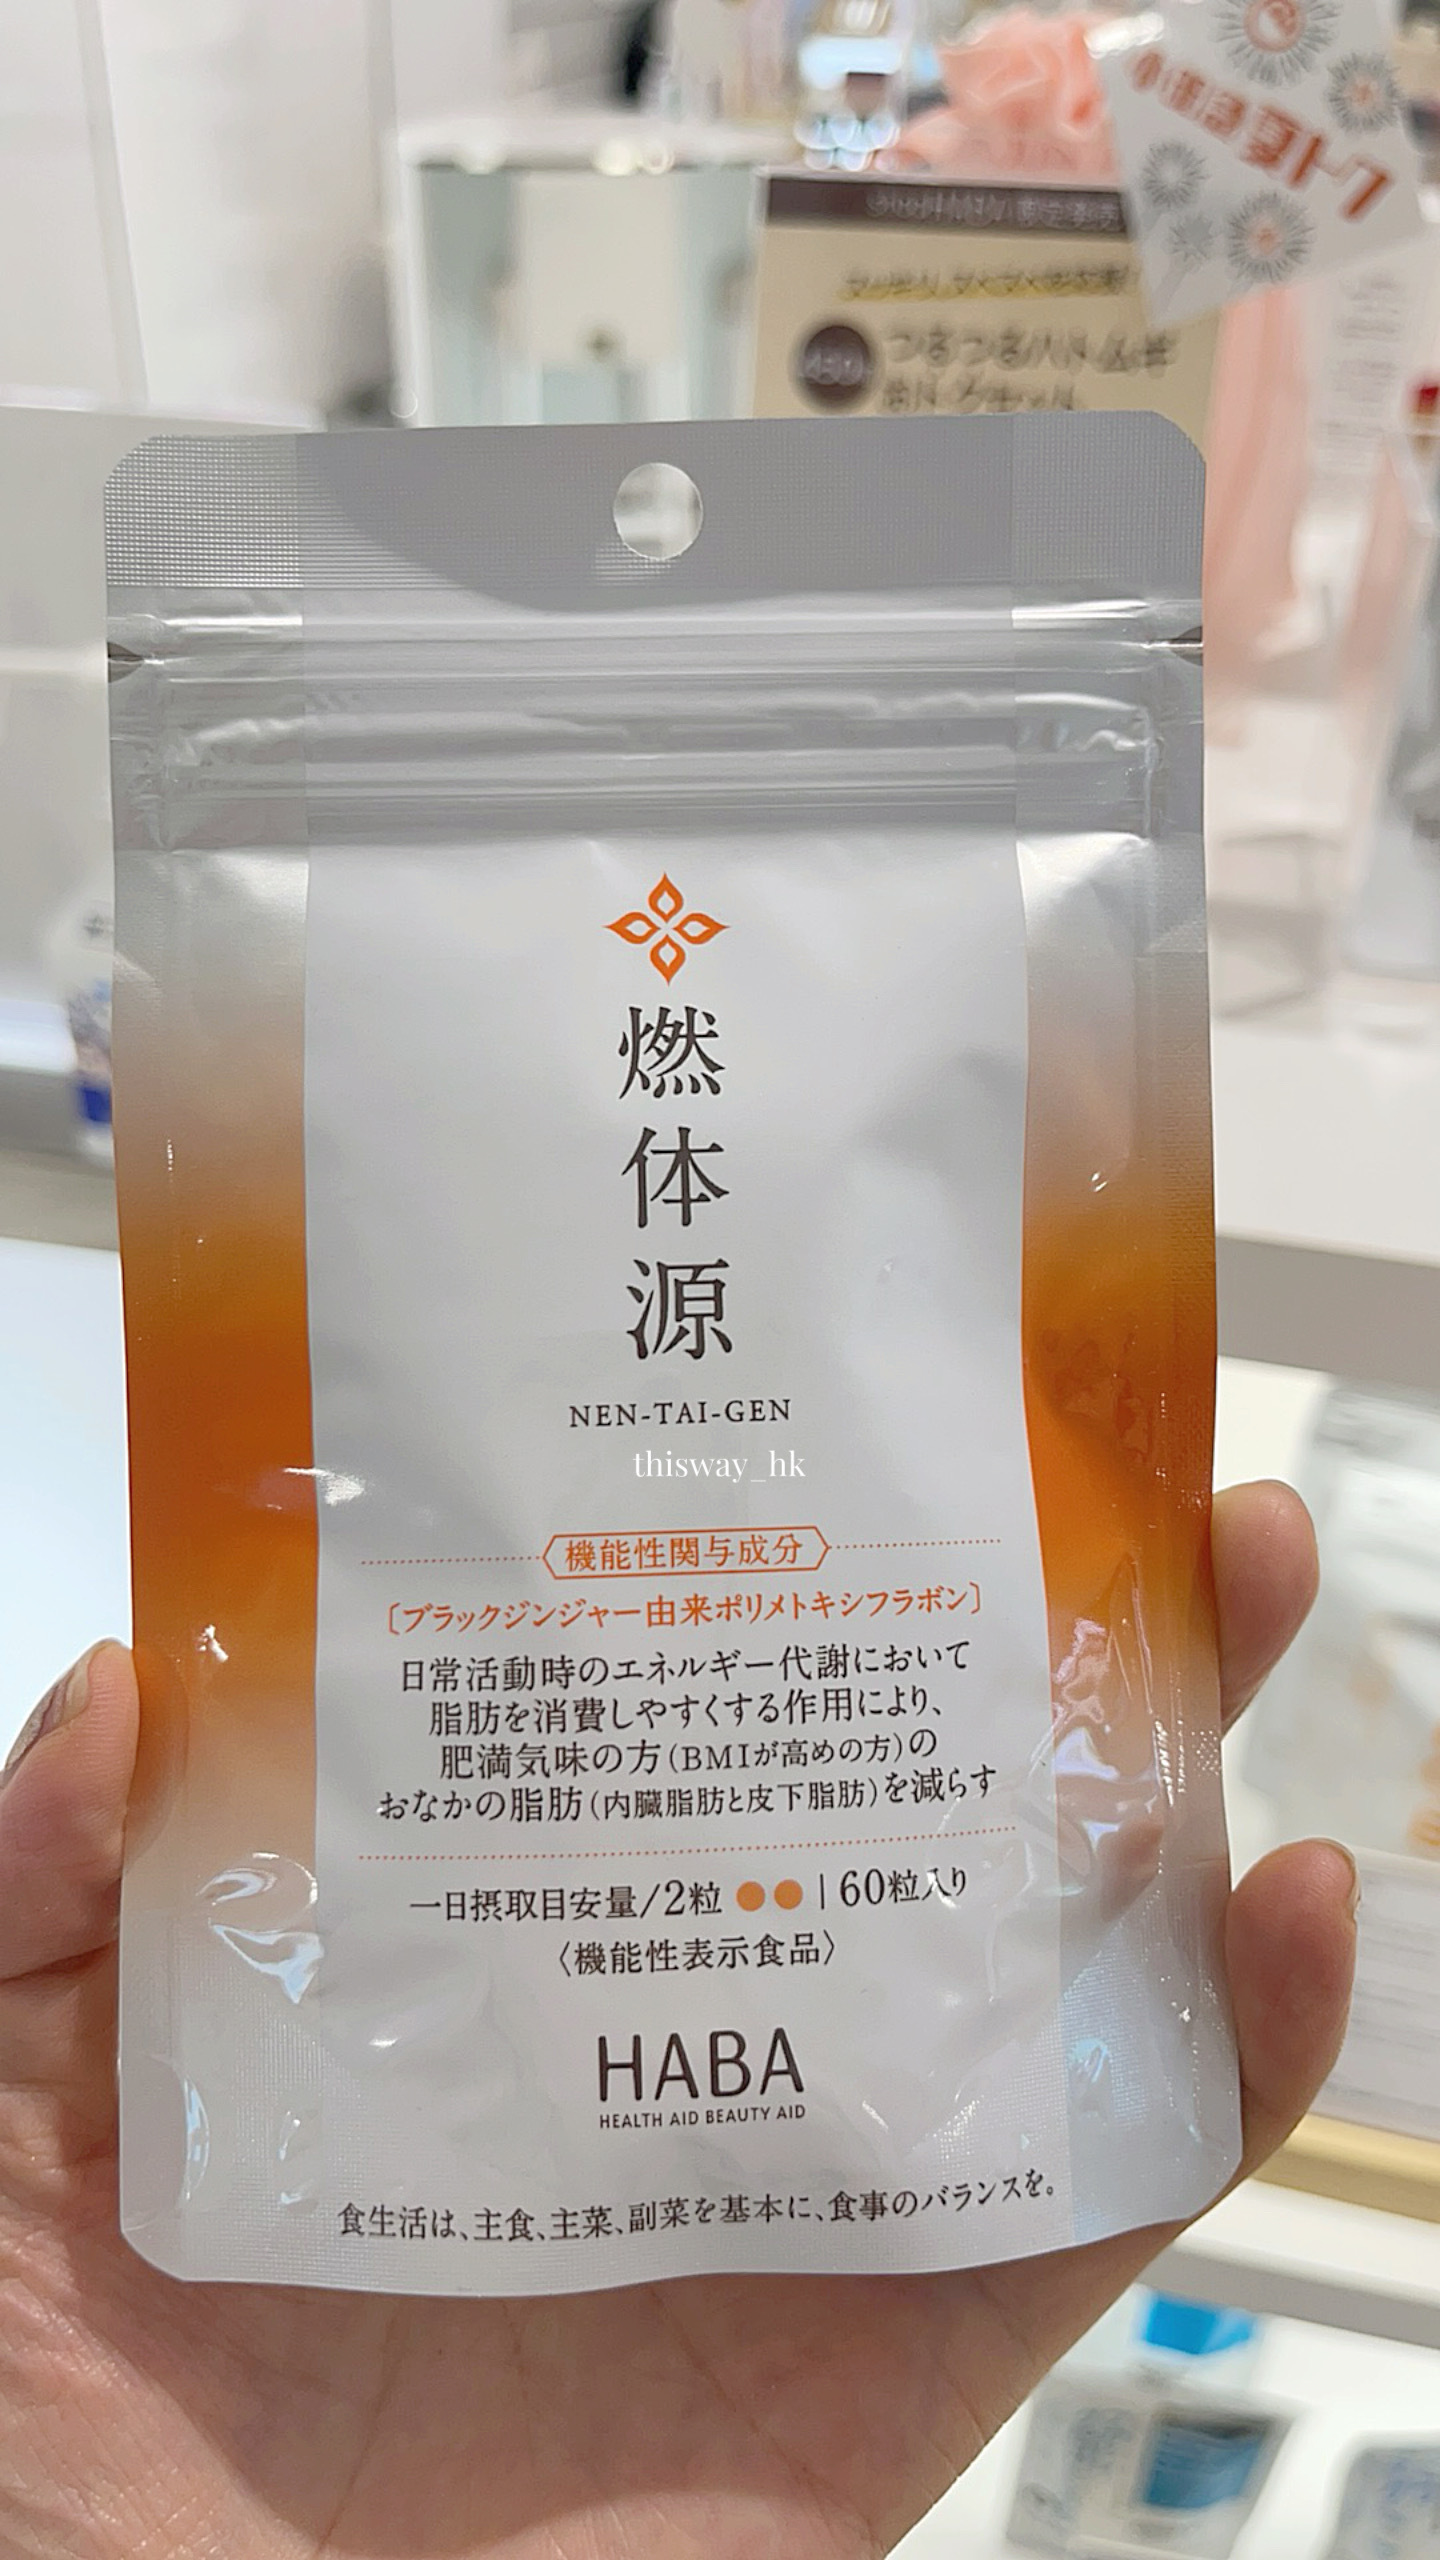 燃体源
NEN-TAI-GEN
thisway_hk
機能性関与成分
〔ブラックジンジャー由来ポリメトキシフラボン〕
日常活動時のエネルギー代謝において
脂肪を消費しやすくする作用により、
肥満気味の方(BMIが高めの方)の
おなかの脂肪(内臓脂肪と皮下脂肪)を減らす
一日摂取目安量/2粒 ●● | 60粒入り
〈機能性表示食品〉
HABA
HEALTH AID BEAUTY AID
食生活は、主食、主菜、副菜を基本に、食事のバランスを。